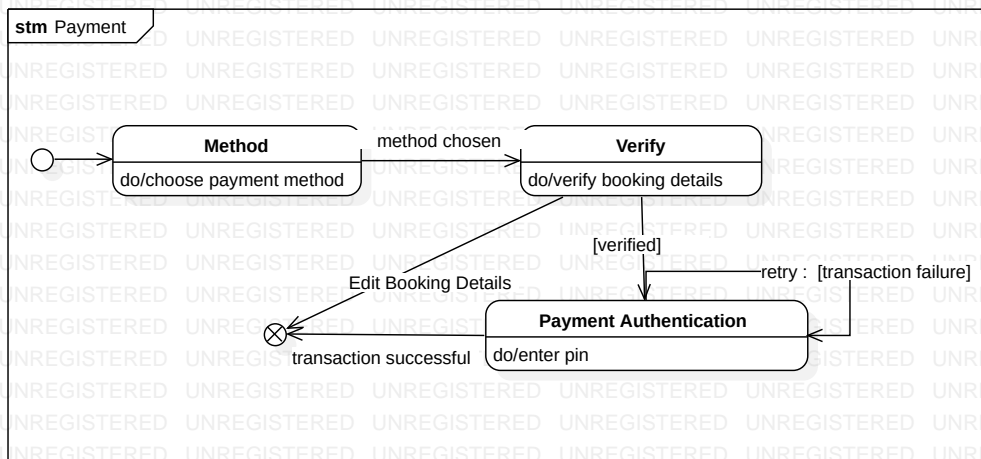 stm Payment
Method
do/choose payment method
method chosen
Verify
do/verify booking details
[verified]
retry :  [transaction failure]
Edit Booking Details
Payment Authentication
do/enter pin
transaction successful
UNREGISTERED